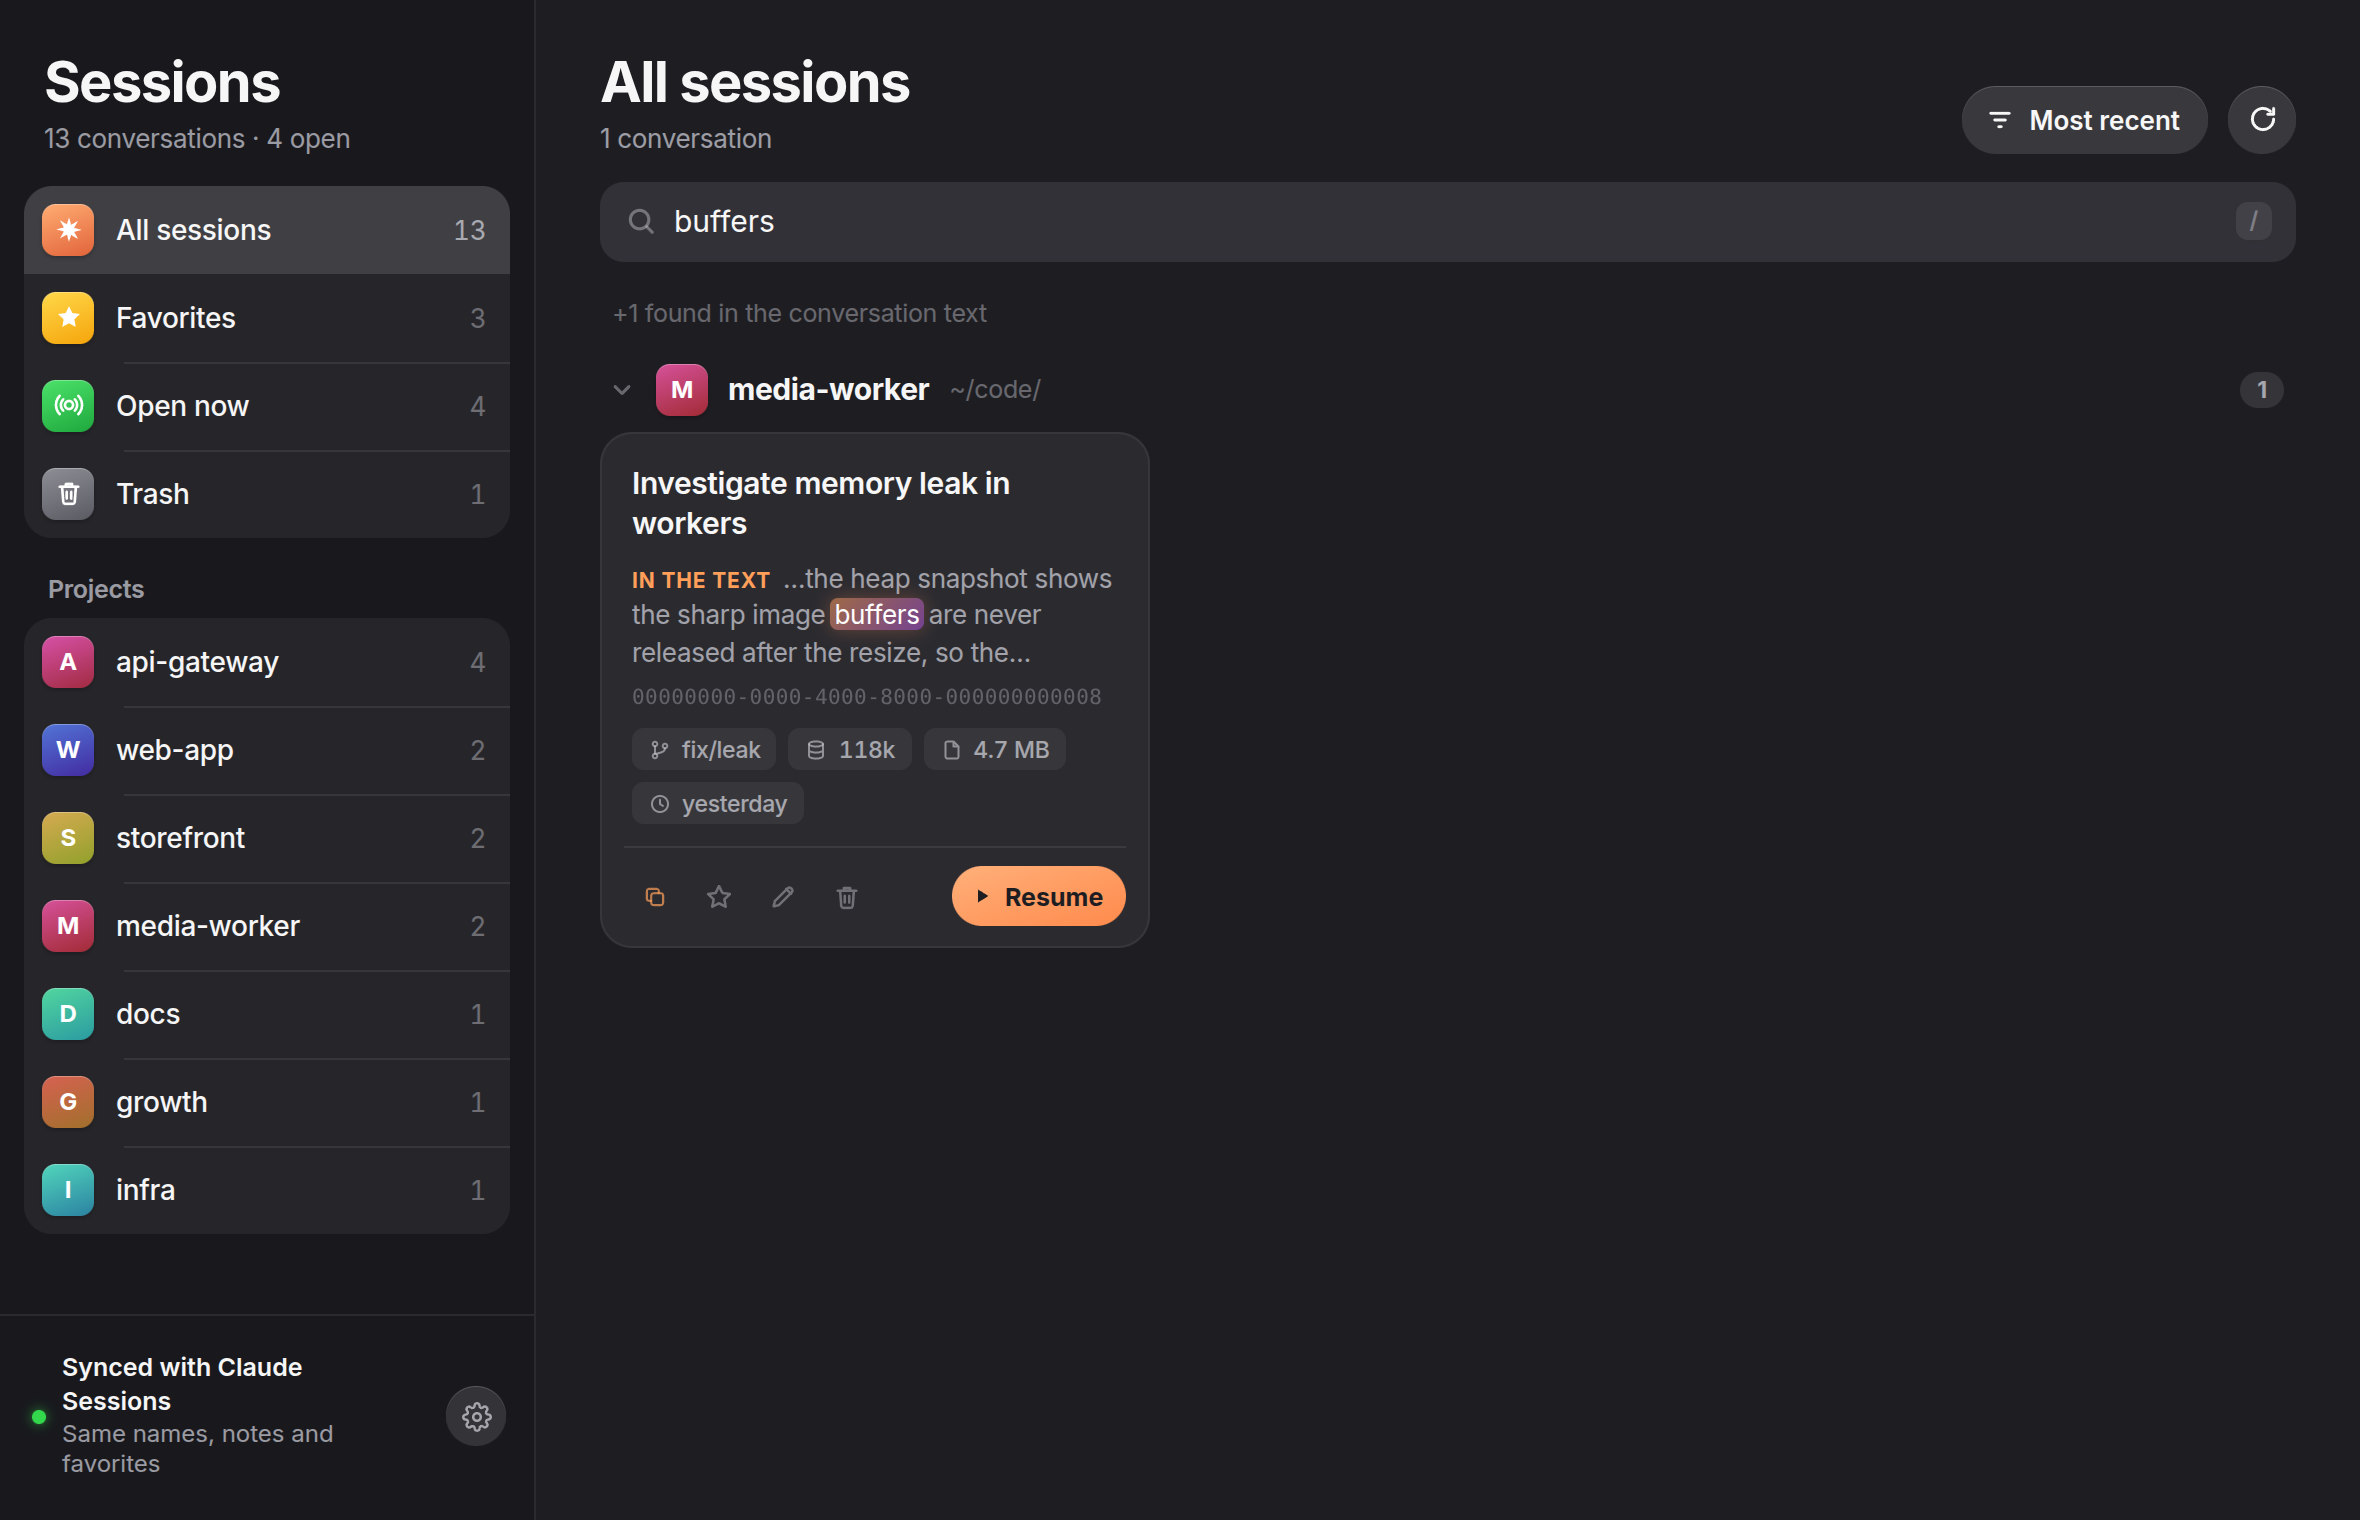 Sessions
13 conversations · 4 open
All sessions 13
Favorites 3
Open now 4
Trash 1
Projects
A api-gateway 4
W web-app 2
S storefront 2
M media-worker 2
D docs 1
G growth 1
I infra 1
Synced with Claude
Sessions
Same names, notes and
favorites
All sessions
1 conversation
Most recent
buffers /
+1 found in the conversation text
M media-worker ~/code/ 1
Investigate memory leak in
workers
IN THE TEXT ...the heap snapshot shows
the sharp image buffers are never
released after the resize, so the...
00000000-0000-4000-8000-000000000008
fix/leak 118k 4.7 MB
yesterday
Resume